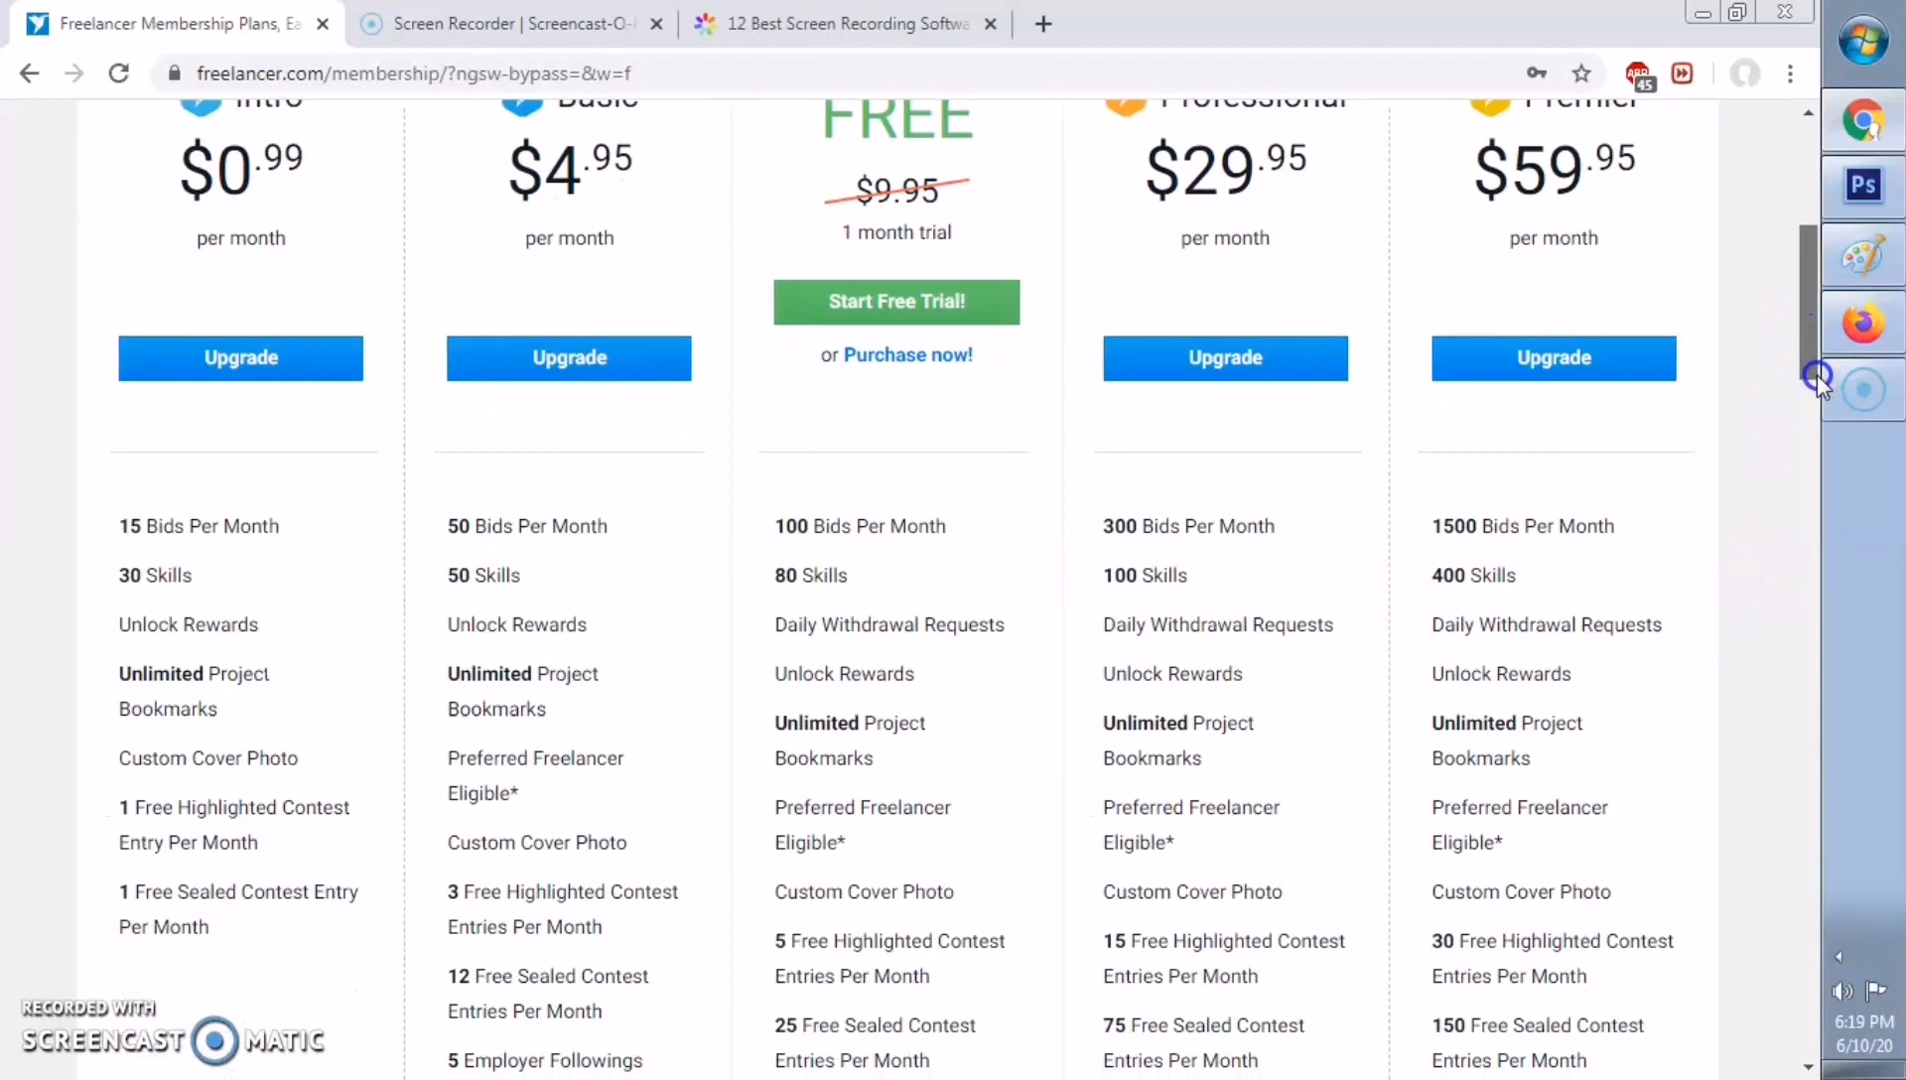 Freelancer Membership Plans, Ea
Screen Recorder | Screencast-O-
12 Best Screen Recording Softwa
freelancer.com/membership/?ngsw-bypass=&w=f
ABP
45
Intro
Basic
FREE
Professional
Premier
$0.99
$4.95
$9.95
$29.95
$59.95
per month
per month
1 month trial
per month
per month
Start Free Trial!
Upgrade
Upgrade
or Purchase now!
Upgrade
Upgrade
Ps
15 Bids Per Month
30 Skills
Unlock Rewards
Unlimited Project
Bookmarks
Custom Cover Photo
1 Free Highlighted Contest
Entry Per Month
1 Free Sealed Contest Entry
Per Month
50 Bids Per Month
50 Skills
Unlock Rewards
Unlimited Project
Bookmarks
Preferred Freelancer
Eligible*
Custom Cover Photo
3 Free Highlighted Contest
Entries Per Month
12 Free Sealed Contest
Entries Per Month
5 Employer Followings
100 Bids Per Month
80 Skills
Daily Withdrawal Requests
Unlock Rewards
Unlimited Project
Bookmarks
Preferred Freelancer
Eligible*
Custom Cover Photo
5 Free Highlighted Contest
Entries Per Month
25 Free Sealed Contest
Entries Per Month
300 Bids Per Month
100 Skills
Daily Withdrawal Requests
Unlock Rewards
Unlimited Project
Bookmarks
Preferred Freelancer
Eligible*
Custom Cover Photo
15 Free Highlighted Contest
Entries Per Month
75 Free Sealed Contest
Entries Per Month
1500 Bids Per Month
400 Skills
Daily Withdrawal Requests
Unlock Rewards
Unlimited Project
Bookmarks
Preferred Freelancer
Eligible*
Custom Cover Photo
30 Free Highlighted Contest
Entries Per Month
150 Free Sealed Contest
Entries Per Month
RECORDED WITH
SCREENCAST MATIC
6:19 PM
6/10/20